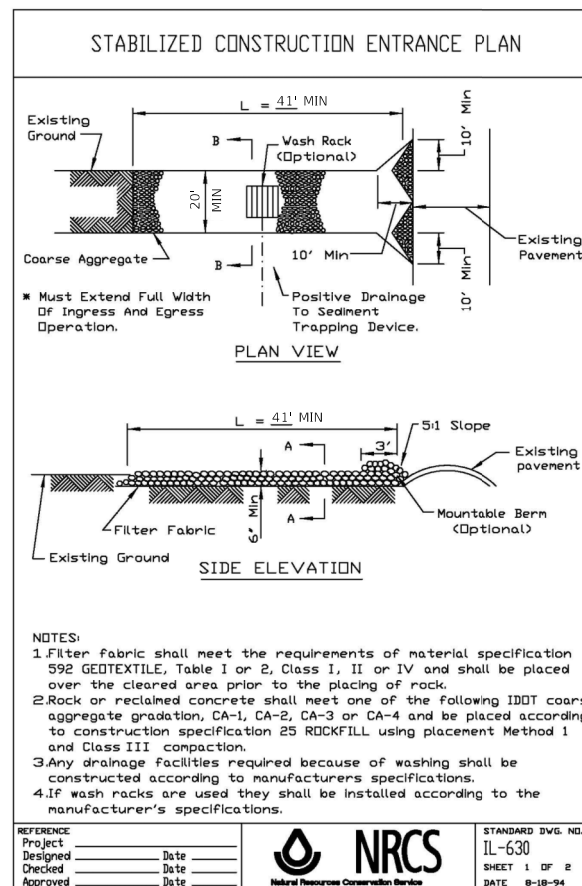 STABILIZED CONSTRUCTION ENTRANCE PLAN
L = 41' MIN
Existing
Ground
B
Wash Rack
(Optional)
10' Min
20'
MIN
Coarse Aggregate
B
10' Min
Existing
Pavement
10' Min
* Must Extend Full Width
Of Ingress And Egress
Operation.
Positive Drainage
To Sediment
Trapping Device.
PLAN VIEW
L = 41' MIN
5:1 Slope
A
3'
Existing
pavement
Filter Fabric
6" Min
A
Mountable Berm
(Optional)
Existing Ground
SIDE ELEVATION
NOTES:
1.Filter fabric shall meet the requirements of material specification
592 GEOTEXTILE, Table I or 2, Class I, II or IV and shall be placed
over the cleared area prior to the placing of rock.
2.Rock or reclaimed concrete shall meet one of the following IDOT coars
aggregate gradation, CA-1, CA-2, CA-3 or CA-4 and be placed according
to construction specification 25 ROCKFILL using placement Method 1
and Class III compaction.
3.Any drainage facilities required because of washing shall be
constructed according to manufacturers specifications.
4.If wash racks are used they shall be installed according to the
manufacturer's specifications.
REFERENCE
Project
Designed Date
Checked Date
Approved Date
NRCS
Natural Resources Conservation Service
STANDARD DWG. NO.
IL-630
SHEET 1 OF 2
DATE 8-18-94